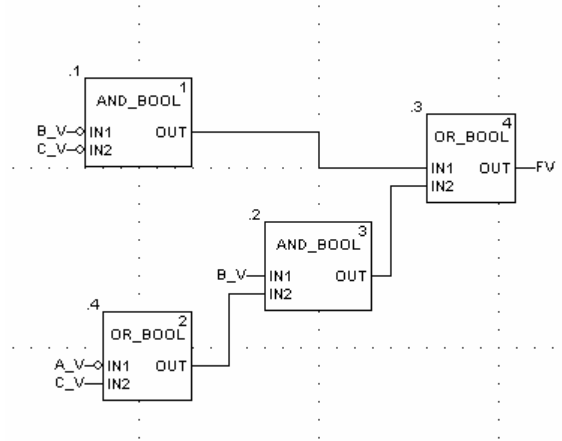 .1
1
AND_BOOL
B_V IN1 OUT
C_V IN2
.3
4
OR_BOOL
IN1 OUT FV
IN2
.2
3
AND_BOOL
B_V IN1 OUT
IN2
.4
2
OR_BOOL
A_V IN1 OUT
C_V IN2